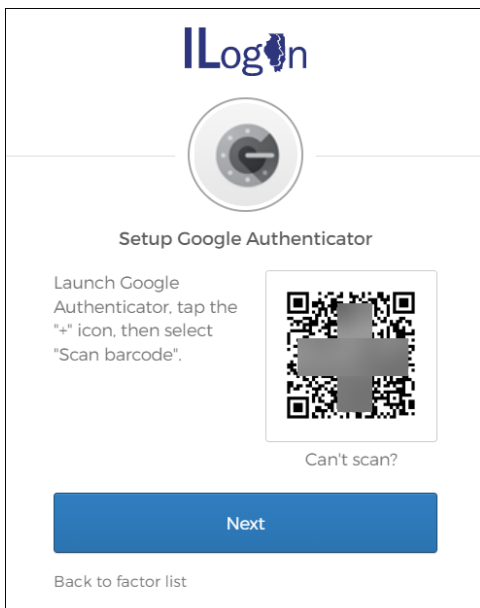 ILogIn
Setup Google Authenticator
Launch Google
Authenticator, tap the
"+" icon, then select
"Scan barcode".
Can't scan?
Next
Back to factor list